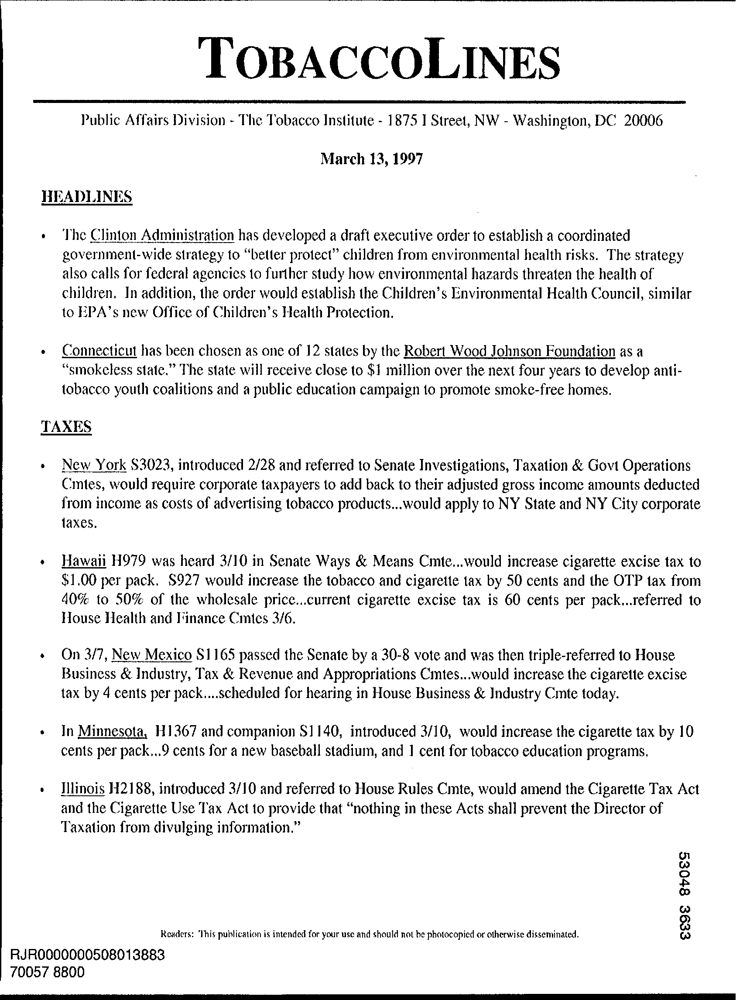 TOBACCOLINES
Public Affairs Division - The Tobacco Institute - 1875 I Street, NW - Washington, DC 20006
March 13, 1997
HEADLINES
• The Clinton Administration has developed a draft executive order to establish a coordinated
government-wide strategy to "better protect" children from environmental health risks. The strategy
also calls for federal agencies to further study how environmental hazards threaten the health of
children. In addition, the order would establish the Children's Environmental Health Council, similar
to EPA's new Office of Children's Health Protection.
• Connecticut has been chosen as one of 12 states by the Robert Wood Johnson Foundation as a
"smokeless state." The state will receive close to $1 million over the next four years to develop anti-
tobacco youth coalitions and a public education campaign to promote smoke-free homes.
TAXES
• New York S3023, introduced 2/28 and referred to Senate Investigations, Taxation & Govt Operations
Cmtes, would require corporate taxpayers to add back to their adjusted gross income amounts deducted
from income as costs of advertising tobacco products...would apply to NY State and NY City corporate
taxes.
• Hawaii H979 was heard 3/10 in Senate Ways & Means Cmte...would increase cigarette excise tax to
$1.00 per pack. S927 would increase the tobacco and cigarette tax by 50 cents and the OTP tax from
40% to 50% of the wholesale price...current cigarette excise tax is 60 cents per pack...referred to
House Health and Finance Cmtes 3/6.
• On 3/7, New Mexico S1165 passed the Senate by a 30-8 vote and was then triple-referred to House
Business & Industry, Tax & Revenue and Appropriations Cmtes...would increase the cigarette excise
tax by 4 cents per pack....scheduled for hearing in House Business & Industry Cmte today.
• In Minnesota, H1367 and companion S1140, introduced 3/10, would increase the cigarette tax by 10
cents per pack...9 cents for a new baseball stadium, and 1 cent for tobacco education programs.
• Illinois H2188, introduced 3/10 and referred to House Rules Cmte, would amend the Cigarette Tax Act
and the Cigarette Use Tax Act to provide that "nothing in these Acts shall prevent the Director of
Taxation from divulging information."
53048 3633
Readers: This publication is intended for your use and should not be photocopied or otherwise disseminated.
RJR0000000508013883
70057 8800